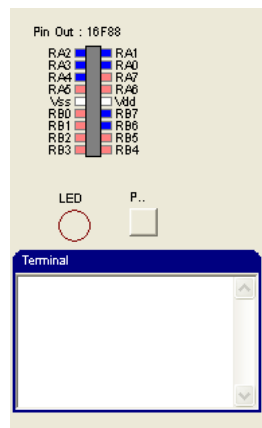 Pin Out : 16F88
RA2 RA1
RA3 RA0
RA4 RA7
RA5 RA6
Vss Vdd
RB0 RB7
RB1 RB6
RB2 RB5
RB3 RB4
LED P..
Terminal